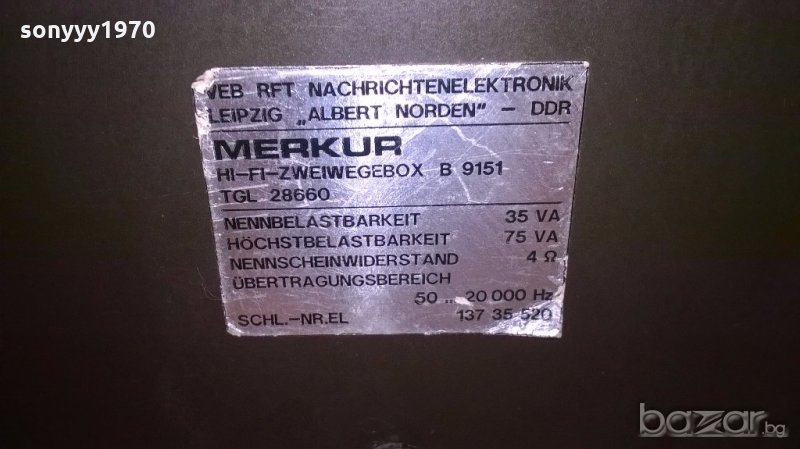 sonyyy1970
VEB RFT NACHRICHTENELEKTRONIK
LEIPZIG „ALBERT NORDEN" – DDR
MERKUR
HI-FI-ZWEIWEGEBOX B 9151
TGL 28660
NENNBELASTBARKEIT 35 VA
HÖCHSTBELASTBARKEIT 75 VA
NENNSCHEINWIDERSTAND 4 Ω
ÜBERTRAGUNGSBEREICH
50 .. 20 000 Hz
SCHL.-NR.EL 137 35 520
bazar.bg